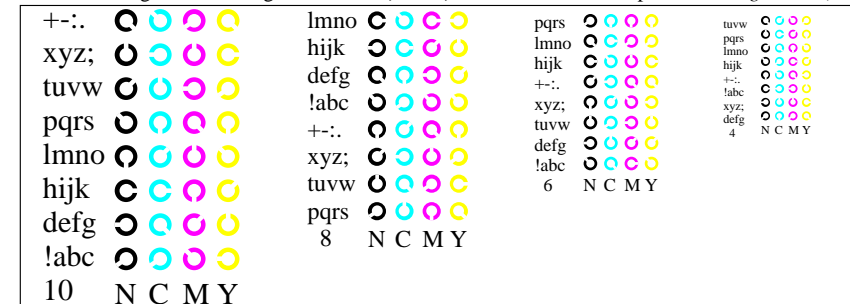 +-:.
xyz;
tuvw
pqrs
lmno
hijk
defg
!abc
10 N C M Y
lmno
hijk
defg
!abc
+-:.
xyz;
tuvw
pqrs
8 N C M Y
pqrs
lmno
hijk
+-:.
xyz;
tuvw
defg
!abc
6 N C M Y
tuvw
pqrs
lmno
hijk
+-:.
!abc
xyz;
defg
4 N C M Y